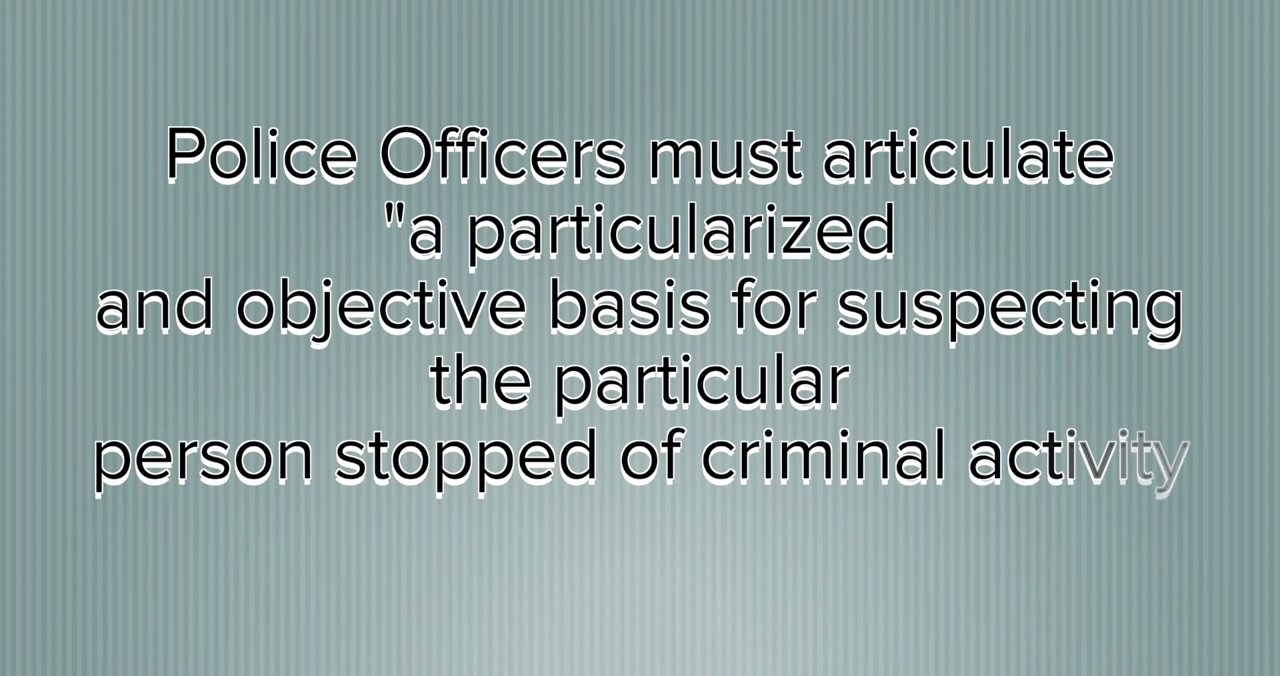 Police Officers must articulate
"a particularized
and objective basis for suspecting
the particular
person stopped of criminal activity